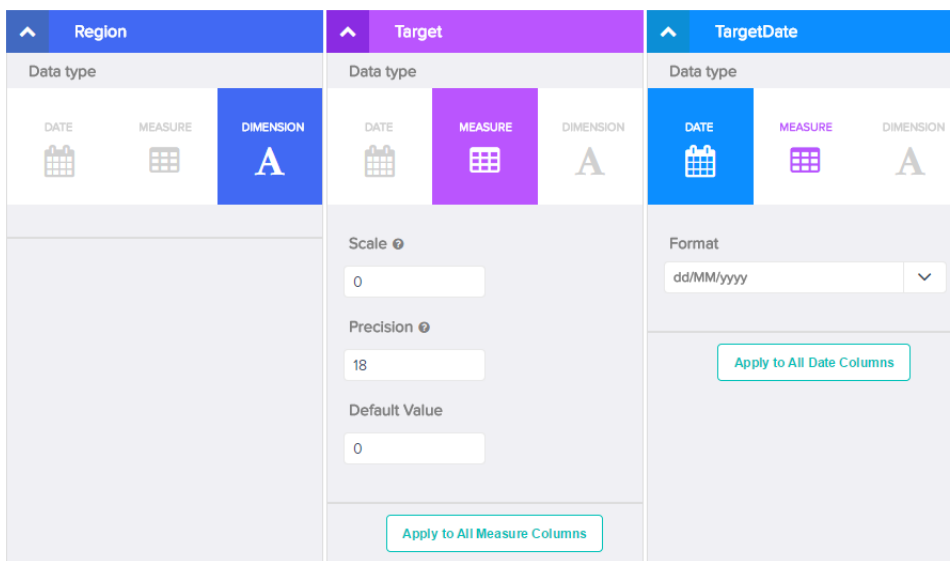 Region
Data type
DATE MEASURE DIMENSION
A
Target
Data type
DATE MEASURE DIMENSION
A
Scale ?
0
Precision ?
18
Default Value
0
Apply to All Measure Columns
TargetDate
Data type
DATE MEASURE DIMENSION
A
Format
dd/MM/yyyy
Apply to All Date Columns